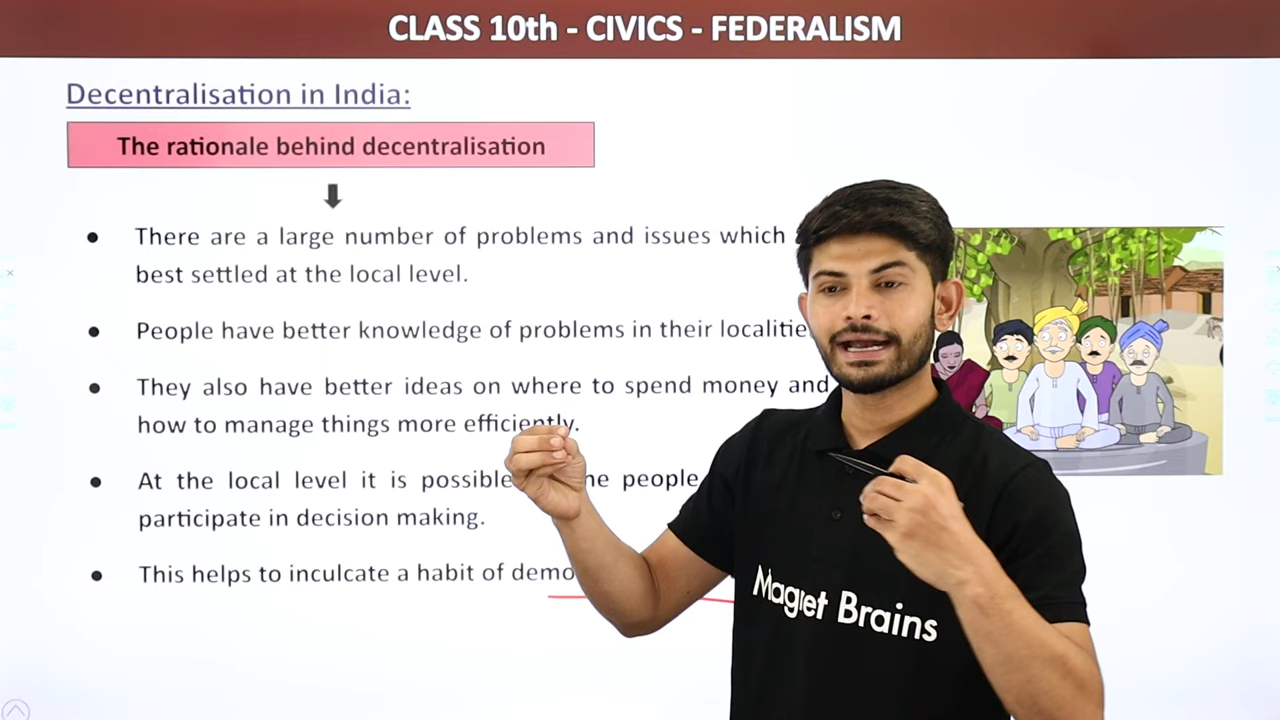 CLASS 10th - CIVICS - FEDERALISM
Decentralisation in India:
The rationale behind decentralisation
• There are a large number of problems and issues which
best settled at the local level.
• People have better knowledge of problems in their
• They also have better ideas on where to spend money and
how to manage things more efficiently.
• At the local level it is possible people
participate in decision making.
• This helps to inculcate a habit of
Magnet Brains